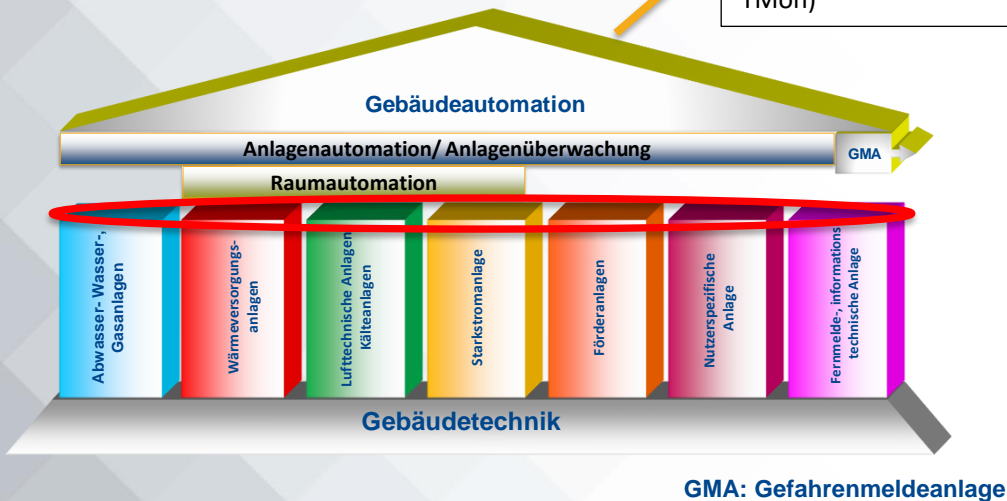 TMon)
Gebäudeautomation
Anlagenautomation/ Anlagenüberwachung
GMA
Raumautomation
Abwasser- Wasser-,
Gasanlagen
Wärmeversorgungs-
anlagen
Lufttechnische Anlagen
Kälteanlagen
Starkstromanlage
Förderanlagen
Nutzerspezifische
Anlage
Fernmelde-, informations
technische Anlage
Gebäudetechnik
GMA: Gefahrenmeldeanlage